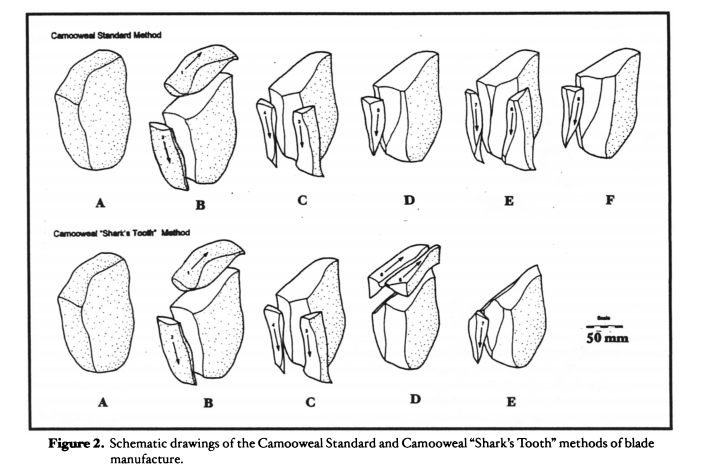 Camooweal Standard Method
A B C D E F
Camooweal "Shark's Tooth" Method
A B C D E
Scale
50 mm
Figure 2. Schematic drawings of the Camooweal Standard and Camooweal "Shark's Tooth" methods of blade
manufacture.